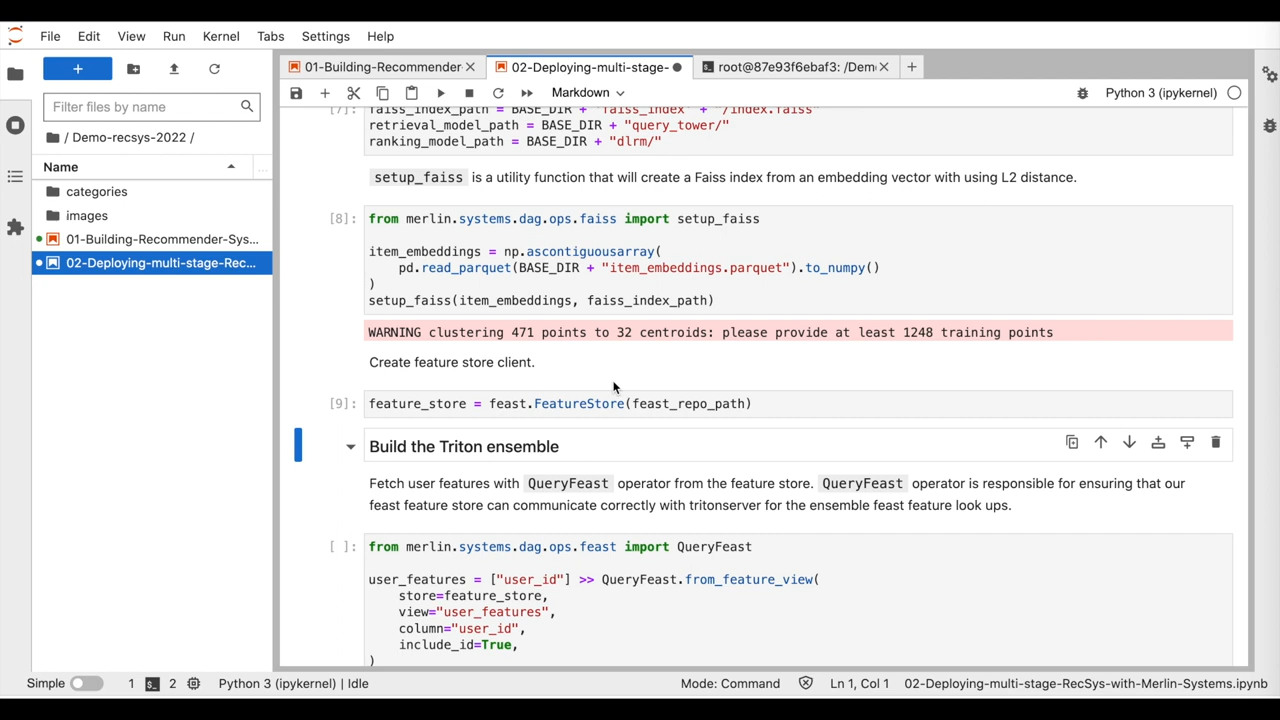 File Edit View Run Kernel Tabs Settings Help
+
Filter files by name
/ Demo-recsys-2022 /
Name
...
categories
images
01-Building-Recommender-Sys...
02-Deploying-multi-stage-Rec...
01-Building-Recommender
02-Deploying-multi-stage-
root@87e93f6ebaf3: /Dem
Markdown
Python 3 (ipykernel)
[7]:
faiss_index_path = BASE_DIR + "faiss_index" + "/index.faiss"
retrieval_model_path = BASE_DIR + "query_tower/"
ranking_model_path = BASE_DIR + "dlrm/"
setup_faiss is a utility function that will create a Faiss index from an embedding vector with using L2 distance.
[8]:
from merlin.systems.dag.ops.faiss import setup_faiss
item_embeddings = np.ascontiguousarray(
pd.read_parquet(BASE_DIR + "item_embeddings.parquet").to_numpy()
)
setup_faiss(item_embeddings, faiss_index_path)
WARNING clustering 471 points to 32 centroids: please provide at least 1248 training points
Create feature store client.
[9]:
feature_store = feast.FeatureStore(feast_repo_path)
Build the Triton ensemble
Fetch user features with QueryFeast operator from the feature store. QueryFeast operator is responsible for ensuring that our
feast feature store can communicate correctly with tritonserver for the ensemble feast feature look ups.
[ ]:
from merlin.systems.dag.ops.feast import QueryFeast
user_features = ["user_id"] >> QueryFeast.from_feature_view(
store=feature_store,
view="user_features",
column="user_id",
include_id=True,
)
Simple 1 2 Python 3 (ipykernel) | Idle Mode: Command Ln 1, Col 1 02-Deploying-multi-stage-RecSys-with-Merlin-Systems.ipynb